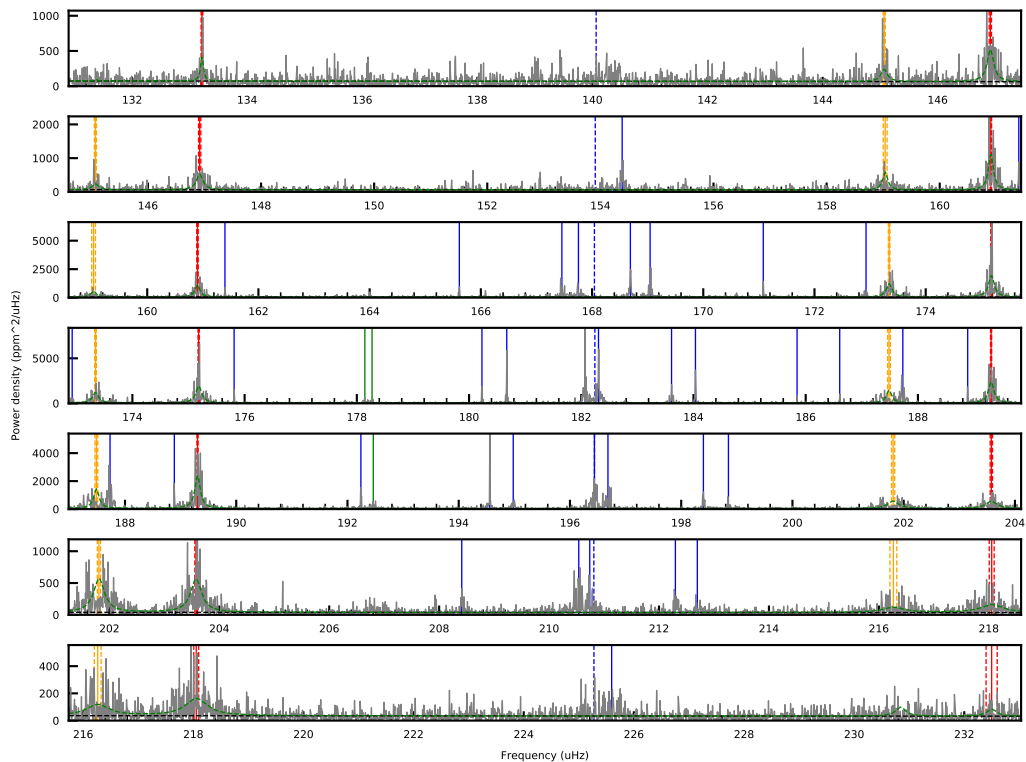 1000
500
0
132 134 136 138 140 142 144 146
2000
1000
0
146 148 150 152 154 156 158 160
5000
2500
0
160 162 164 166 168 170 172 174
5000
0
174 176 178 180 182 184 186 188
4000
2000
0
188 190 192 194 196 198 200 202 204
1000
500
0
202 204 206 208 210 212 214 216 218
400
200
0
216 218 220 222 224 226 228 230 232
Power density (ppm^2/uHz)
Frequency (uHz)